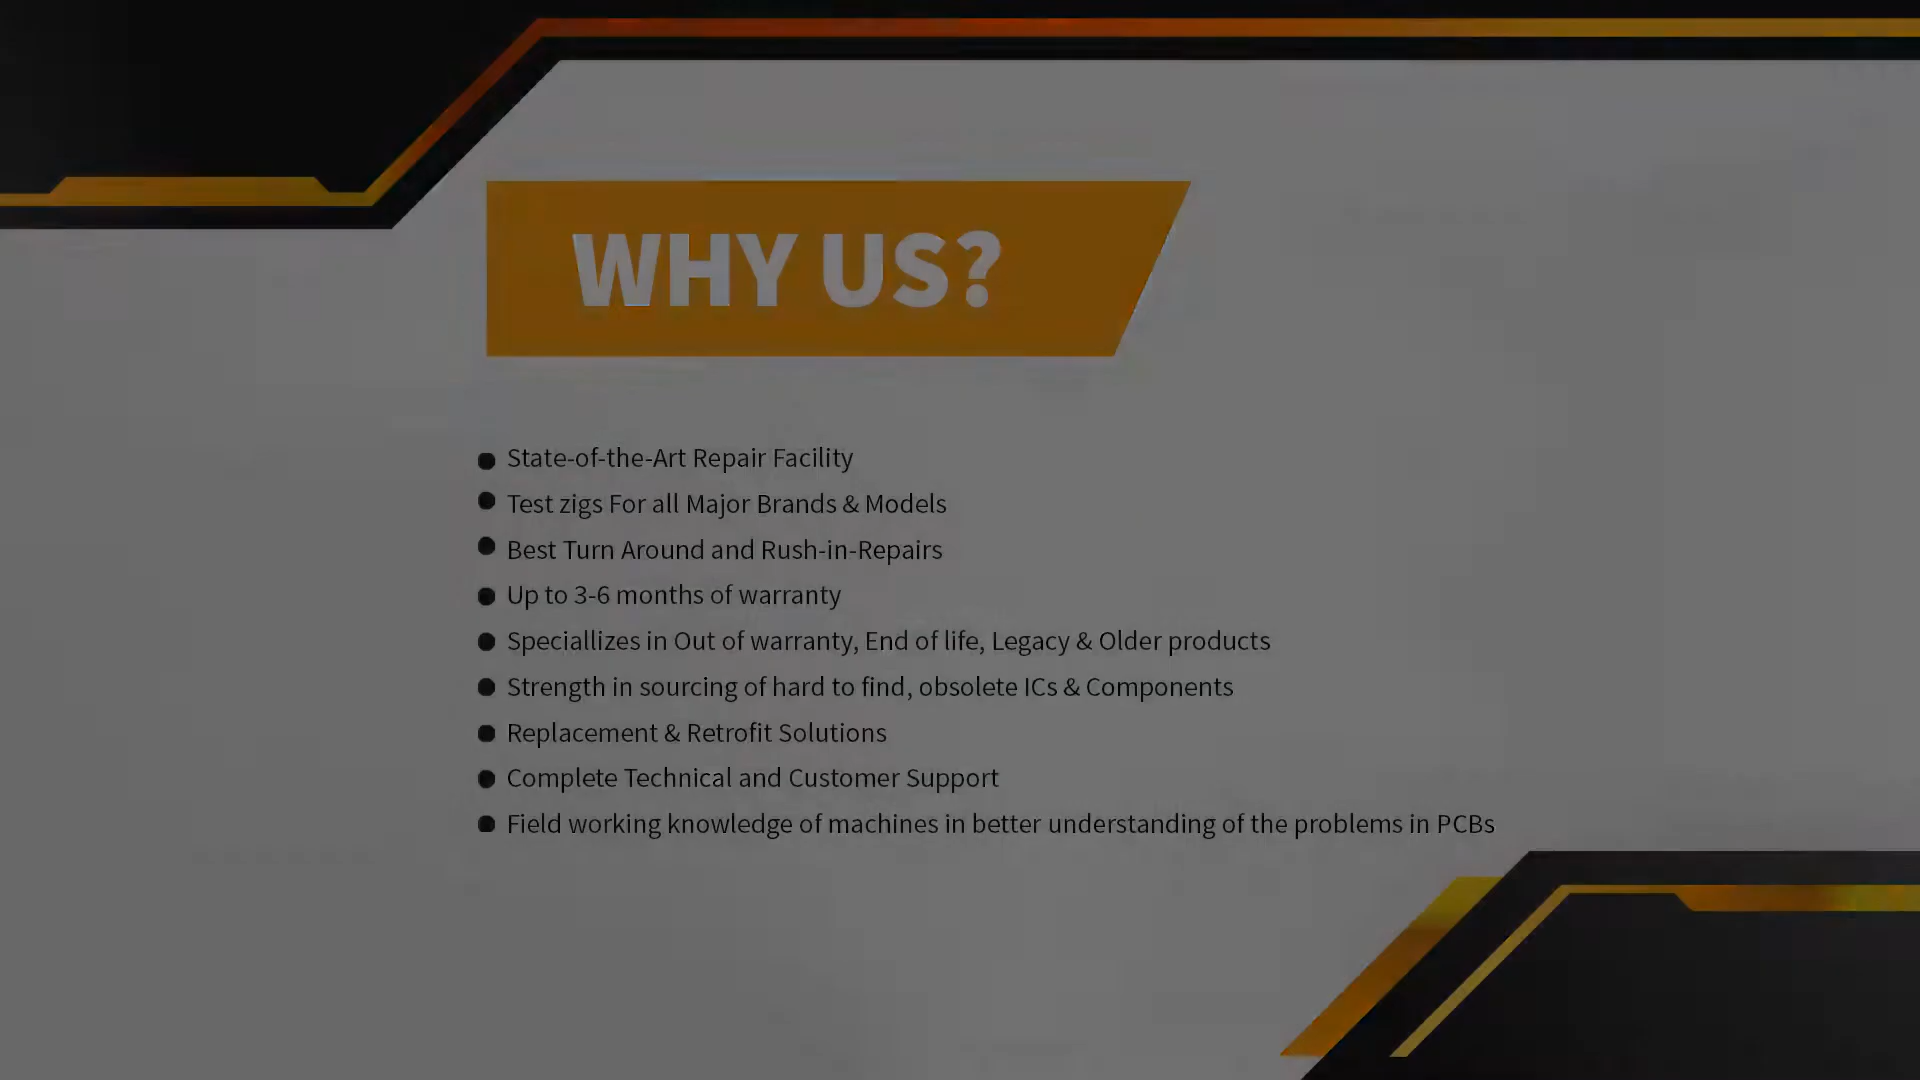 WHY US?
State-of-the-Art Repair Facility
Test zigs For all Major Brands & Models
Best Turn Around and Rush-in-Repairs
Up to 3-6 months of warranty
Speciallizes in Out of warranty, End of life, Legacy & Older products
Strength in sourcing of hard to find, obsolete ICs & Components
Replacement & Retrofit Solutions
Complete Technical and Customer Support
Field working knowledge of machines in better understanding of the problems in PCBs